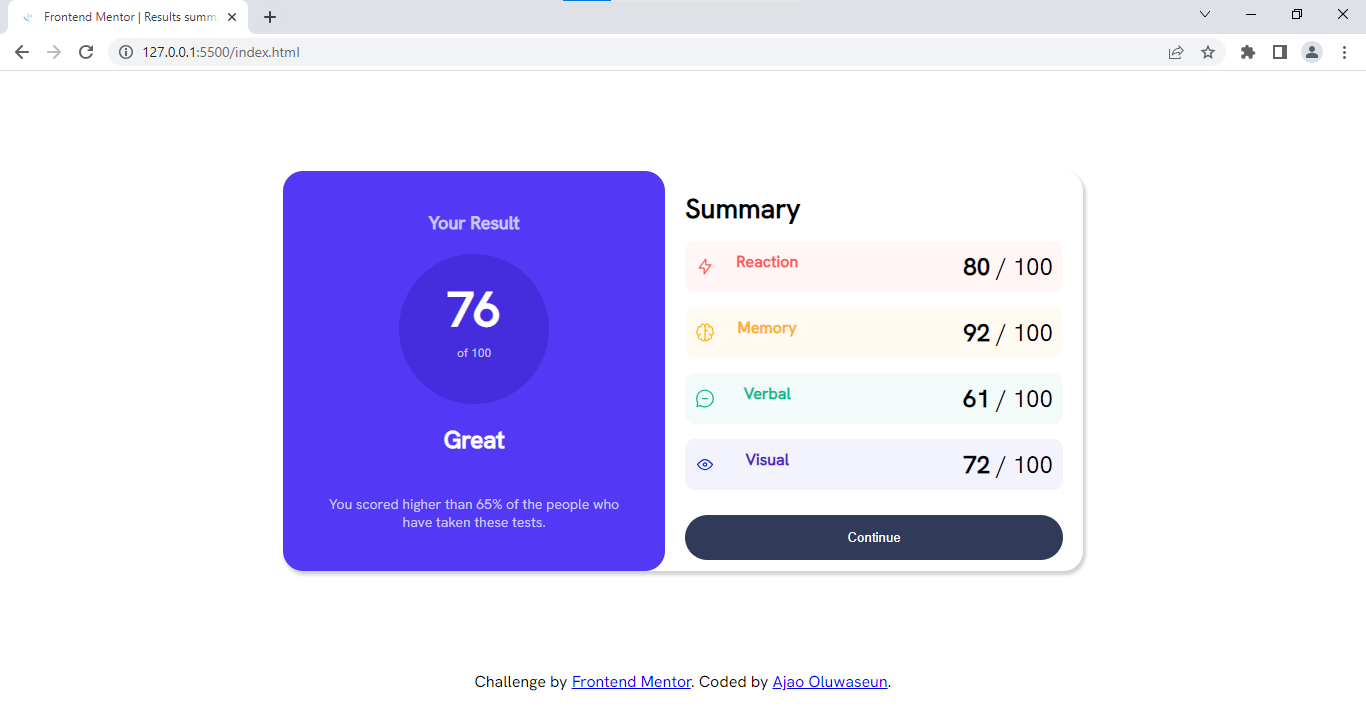 Frontend Mentor | Results summ
127.0.0.1:5500/index.html
Your Result
76
of 100
Great
You scored higher than 65% of the people who
have taken these tests.
Summary
Reaction 80 / 100
Memory 92 / 100
Verbal 61 / 100
Visual 72 / 100
Continue
Challenge by Frontend Mentor. Coded by Ajao Oluwaseun.